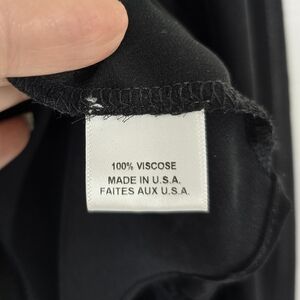 100% VISCOSE
MADE IN U.S.A.
FAITES AUX U.S.A.